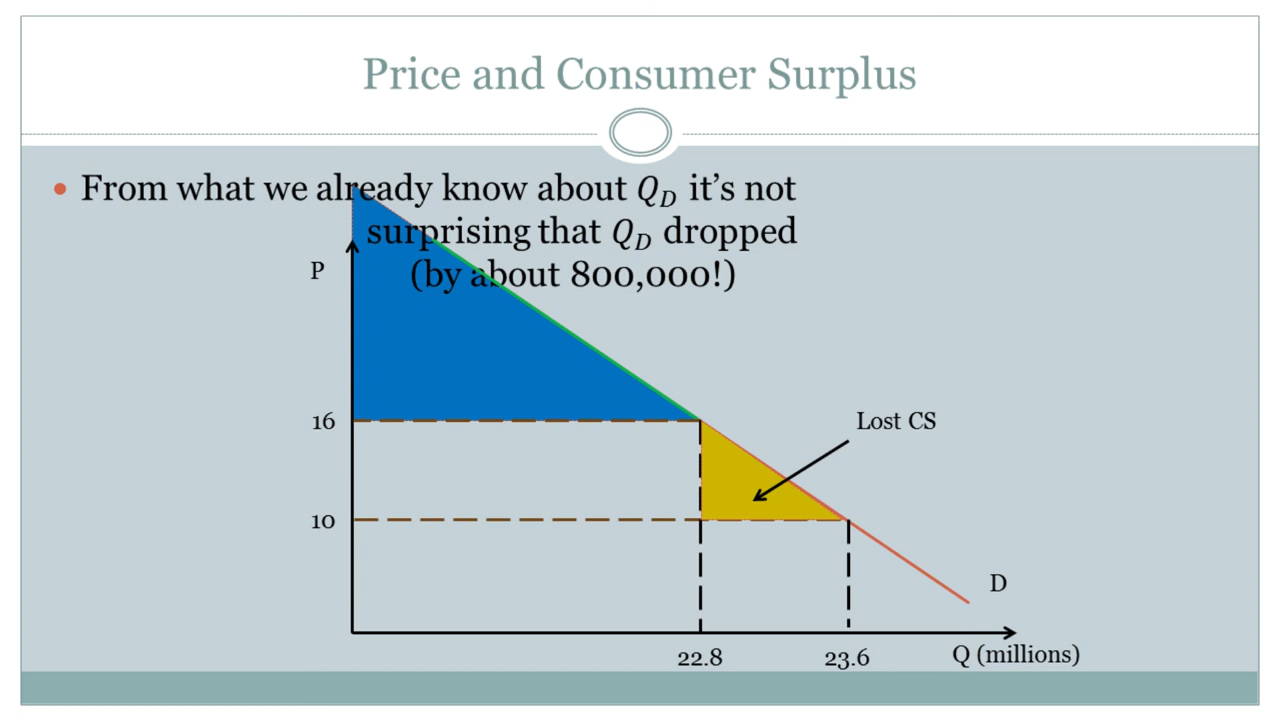 Price and Consumer Surplus
• From what we already know about Q_D it’s not
surprising that Q_D dropped
(by about 800,000!)
P
16
Lost CS
10
D
22.8
23.6
Q (millions)